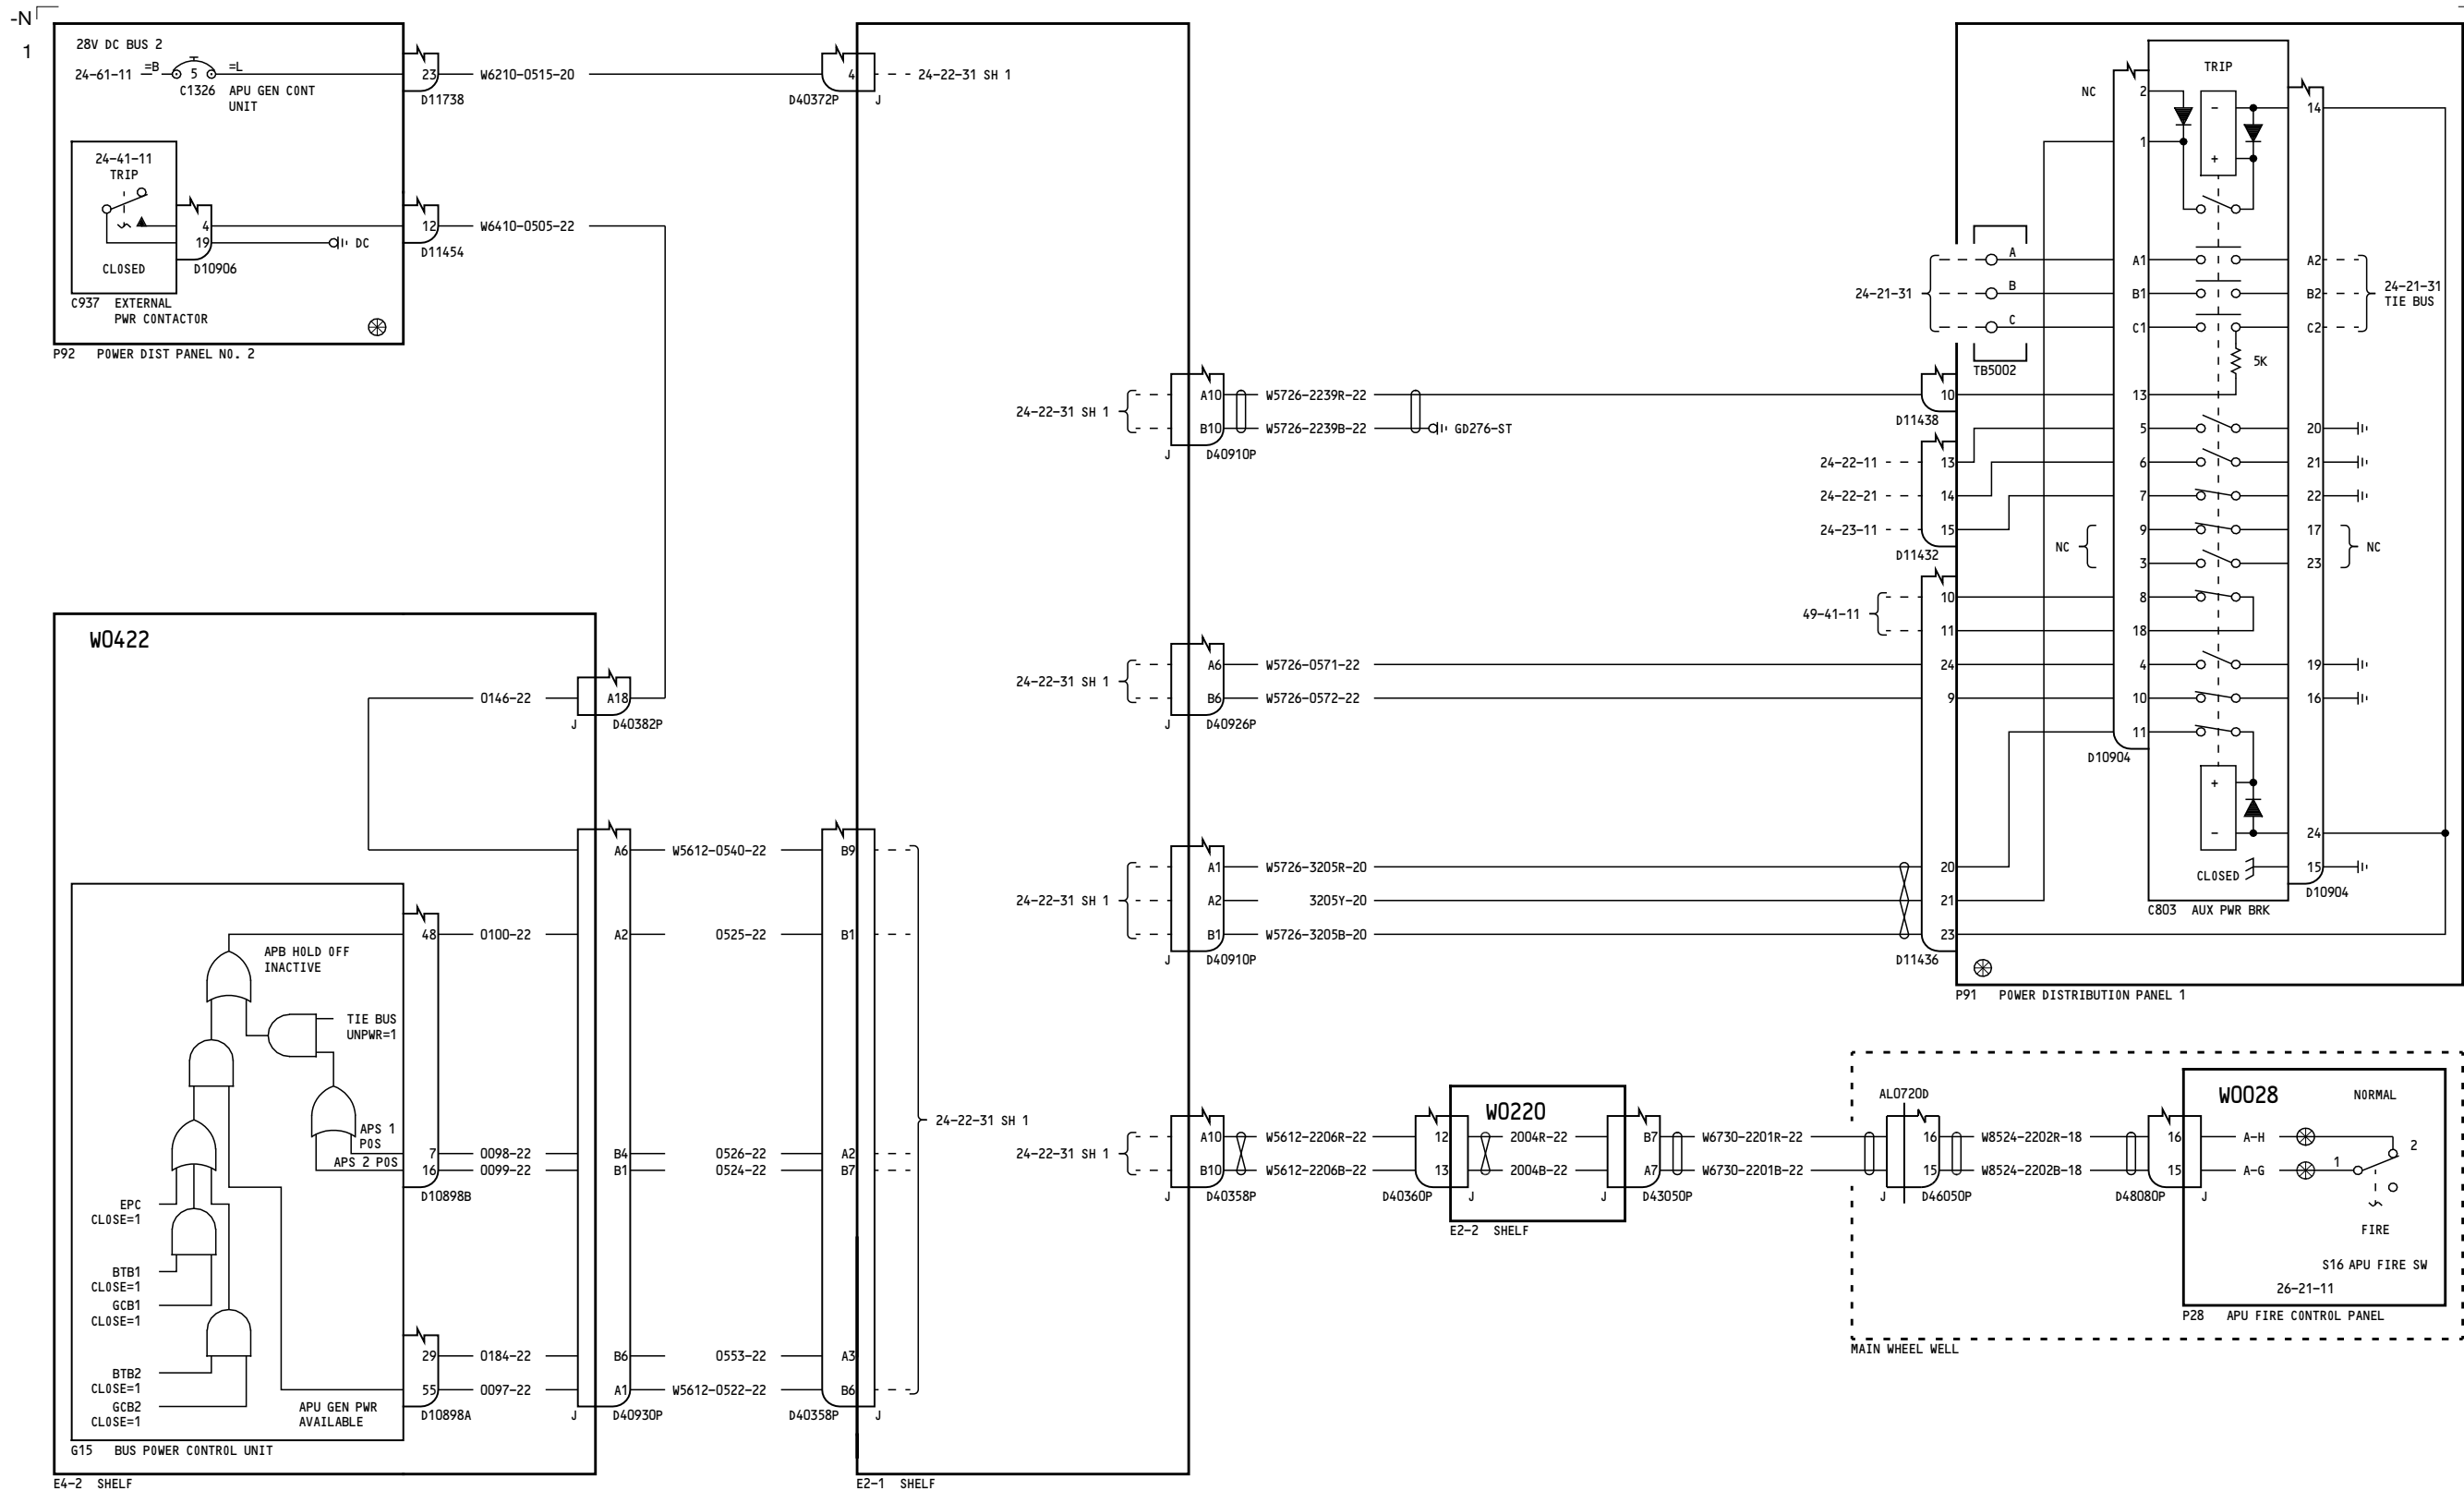 -N
1
28V DC BUS 2
24-61-11
=B
5
=L
C1326
APU GEN CONT
UNIT
23
D11738
W6210-0515-20
4
D40372P
J
24-22-31 SH 1
24-41-11
TRIP
CLOSED
4
19
D10906
DC
12
D11454
W6410-0505-22
C937 EXTERNAL
PWR CONTACTOR
P92 POWER DIST PANEL NO. 2
W0422
0146-22
A18
J
D40382P
A6
W5612-0540-22
B9
48
0100-22
A2
0525-22
B1
APB HOLD OFF
INACTIVE
TIE BUS
UNPWR=1
APS 1
POS
APS 2 POS
7
0098-22
B4
0526-22
A2
16
0099-22
B1
0524-22
B7
D10898B
24-22-31 SH 1
EPC
CLOSE=1
BTB1
CLOSE=1
GCB1
CLOSE=1
BTB2
CLOSE=1
GCB2
CLOSE=1
29
0184-22
B6
0553-22
A3
55
0097-22
A1
W5612-0522-22
B6
APU GEN PWR
AVAILABLE
D10898A
J
D40930P
D40358P
J
G15 BUS POWER CONTROL UNIT
E4-2 SHELF
E2-1 SHELF
24-22-31 SH 1
A10
W5726-2239R-22
B10
W5726-2239B-22
GD276-ST
J
D40910P
24-22-31 SH 1
A6
W5726-0571-22
B6
W5726-0572-22
J
D40926P
24-22-31 SH 1
A1
W5726-3205R-20
A2
3205Y-20
B1
W5726-3205B-20
J
D40910P
24-22-31 SH 1
A10
W5612-2206R-22
B10
W5612-2206B-22
J
D40358P
12
13
D40360P
J
W0220
2004R-22
2004B-22
J
B7
A7
D43050P
E2-2 SHELF
W6730-2201R-22
W6730-2201B-22
AL0720D
16
15
J
D46050P
W8524-2202R-18
W8524-2202B-18
16
15
D48080P
J
W0028
NORMAL
A-H
A-G
1
2
FIRE
S16 APU FIRE SW
26-21-11
P28 APU FIRE CONTROL PANEL
MAIN WHEEL WELL
TRIP
NC
2
1
14
24-21-31
A
B
C
TB5002
A1
B1
C1
A2
B2
C2
24-21-31
TIE BUS
5K
10
D11438
13
24-22-11
13
24-22-21
14
24-23-11
15
D11432
5
20
6
21
7
22
NC
9
17
3
23
NC
49-41-11
10
8
11
18
24
4
19
9
10
16
11
D10904
24
20
21
23
D11436
CLOSED
15
D10904
C803 AUX PWR BRK
P91 POWER DISTRIBUTION PANEL 1
+
-
+
-